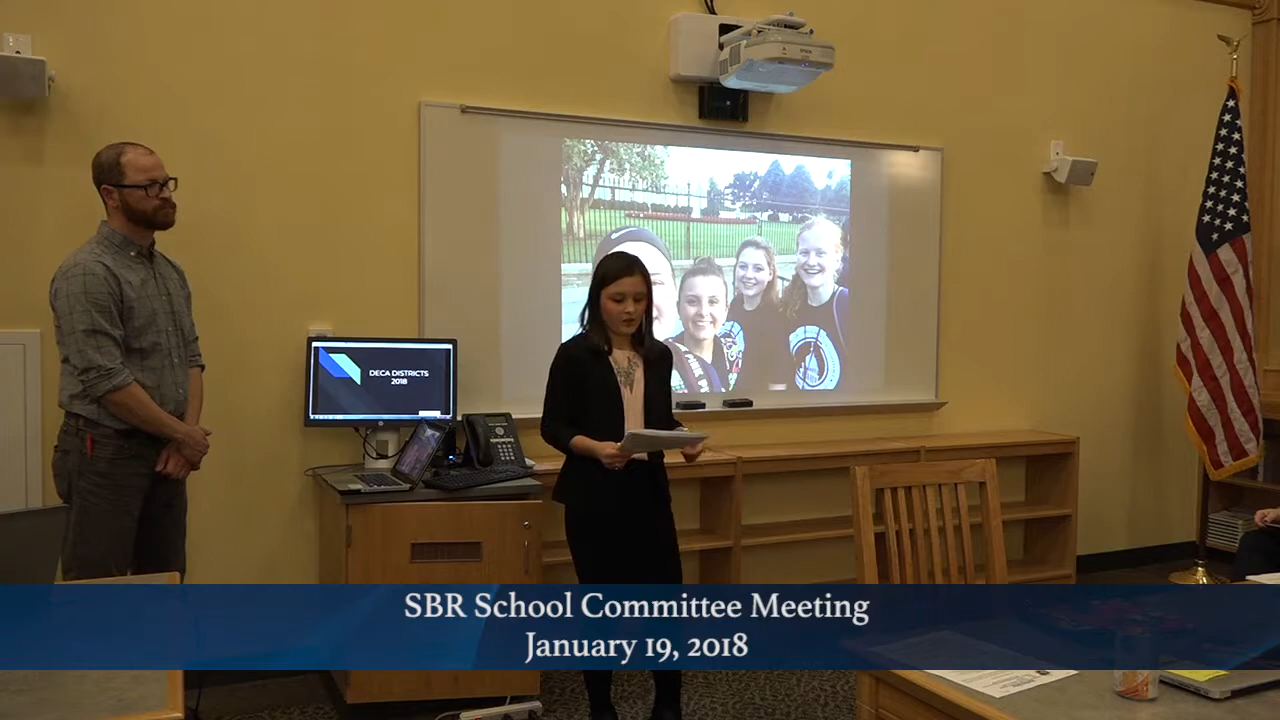 EPSON
DECA DISTRICTS
2018
SBR School Committee Meeting
January 19, 2018